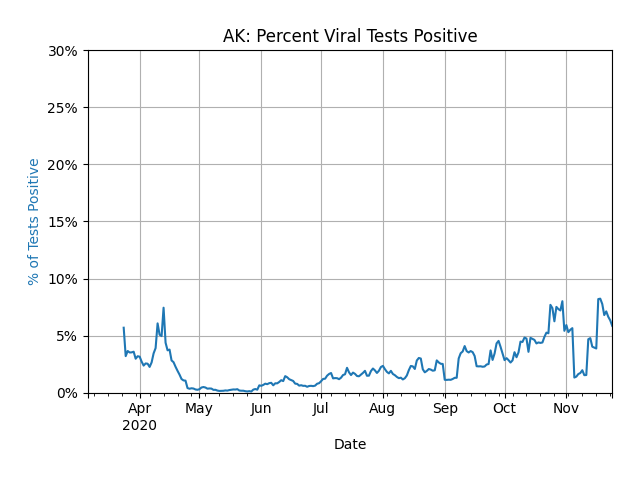 AK: Percent Viral Tests Positive
30%
25%
20%
15%
10%
5%
0%
% of Tests Positive
Apr May Jun Jul Aug Sep Oct Nov
2020
Date